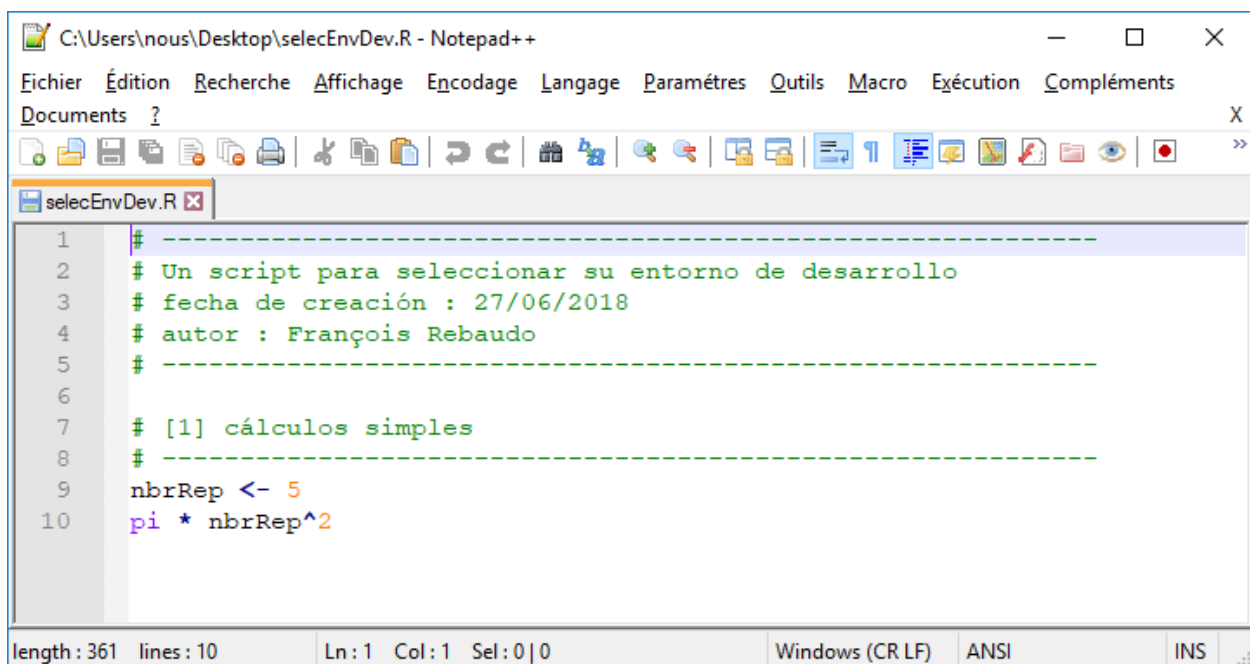 C:\Users\nous\Desktop\selecEnvDev.R - Notepad++
Fichier Édition Recherche Affichage Encodage Langage Paramétres Outils Macro Exécution Compléments
Documents ? X
selecEnvDev.R
1 # ------------------------------------------------------------
2 # Un script para seleccionar su entorno de desarrollo
3 # fecha de creación : 27/06/2018
4 # autor : François Rebaudo
5 # ------------------------------------------------------------
6
7 # [1] cálculos simples
8 # ------------------------------------------------------------
9 nbrRep <- 5
10 pi * nbrRep^2
length : 361 lines : 10 Ln : 1 Col : 1 Sel : 0 | 0 Windows (CR LF) ANSI INS